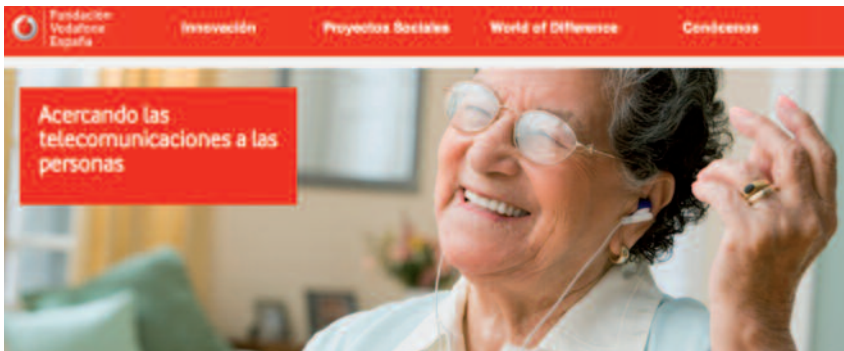 Fundación
Vodafone
España
Innovación
Proyectos Sociales
World of Difference
Conócenos
Acercando las
telecomunicaciones a las
personas